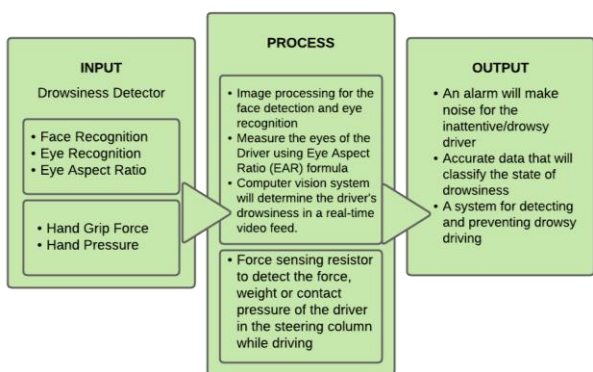 INPUT
Drowsiness Detector
• Face Recognition
• Eye Recognition
• Eye Aspect Ratio
• Hand Grip Force
• Hand Pressure
PROCESS
• Image processing for the
face detection and eye
recognition
• Measure the eyes of the
Driver using Eye Aspect
Ratio (EAR) formula
• Computer vision system
will determine the driver's
drowsiness in a real-time
video feed.
• Force sensing resistor
to detect the force,
weight or contact
pressure of the driver
in the steering column
while driving
OUTPUT
• An alarm will make
noise for the
inattentive/drowsy
driver
• Accurate data that will
classify the state of
drowsiness
• A system for detecting
and preventing drowsy
driving